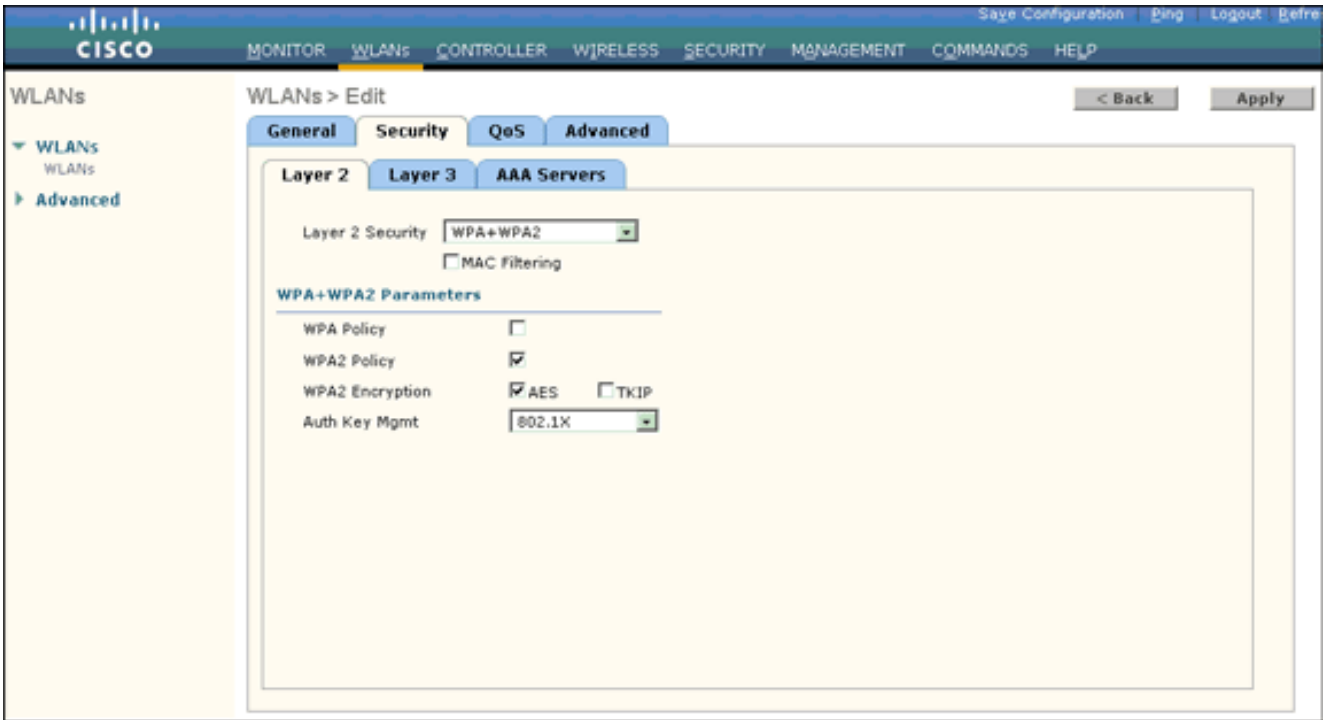 Save Configuration Ping Logout Refre
CISCO
MONITOR WLANs CONTROLLER WIRELESS SECURITY MANAGEMENT COMMANDS HELP
WLANs
WLANs > Edit
< Back
Apply
General Security QoS Advanced
WLANs
WLANs
Advanced
Layer 2 Layer 3 AAA Servers
Layer 2 Security WPA+WPA2
MAC Filtering
WPA+WPA2 Parameters
WPA Policy
WPA2 Policy
WPA2 Encryption AES TKIP
Auth Key Mgmt 802.1X